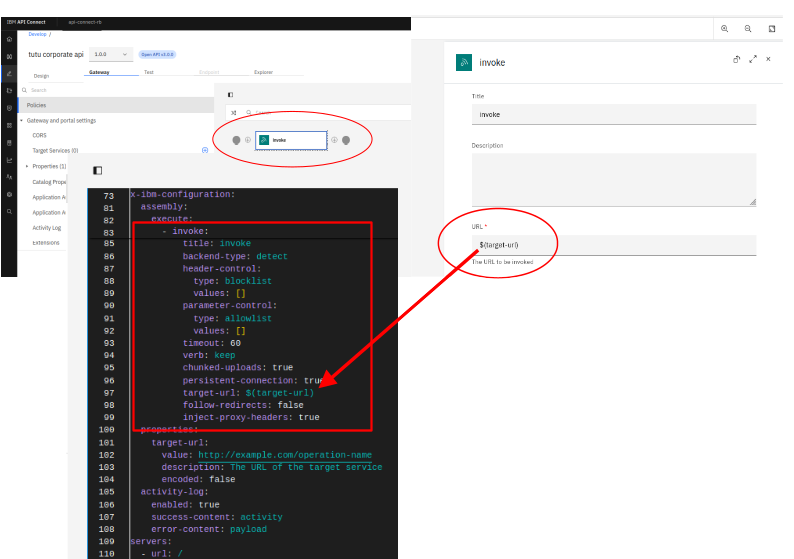 IBM API Connect
api-connect-rb
Develop /
tutu corporate api
1.0.0
Open API v3.0.0
Design
Gateway
Test
Endpoint
Explorer
Search
Policies
Gateway and portal settings
CORS
Target Services (0)
Properties (1)
Catalog Prope
Application A
Application A
Activity Log
Extensions
invoke
invoke
Title
invoke
Description
URL *
$(target-url)
The URL to be invoked
73 x-ibm-configuration:
81 assembly:
82 execute:
83 - invoke:
85 title: invoke
86 backend-type: detect
87 header-control:
88 type: blocklist
89 values: []
90 parameter-control:
91 type: allowlist
92 values: []
93 timeout: 60
94 verb: keep
95 chunked-uploads: true
96 persistent-connection: true
97 target-url: $(target-url)
98 follow-redirects: false
99 inject-proxy-headers: true
100 properties:
101 target-url:
102 value: http://example.com/operation-name
103 description: The URL of the target service
104 encoded: false
105 activity-log:
106 enabled: true
107 success-content: activity
108 error-content: payload
109 servers:
110 - url: /